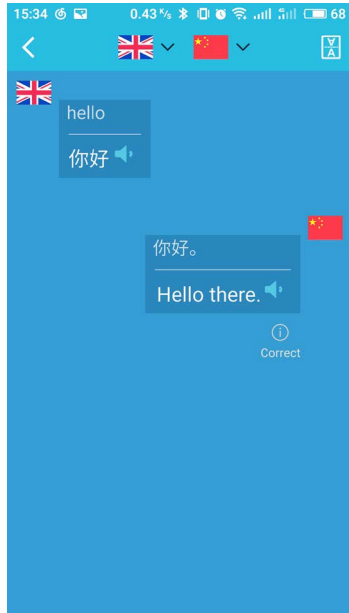 15:34 0.43 K/s 68
hello
你好
你好。
Hello there.
Correct